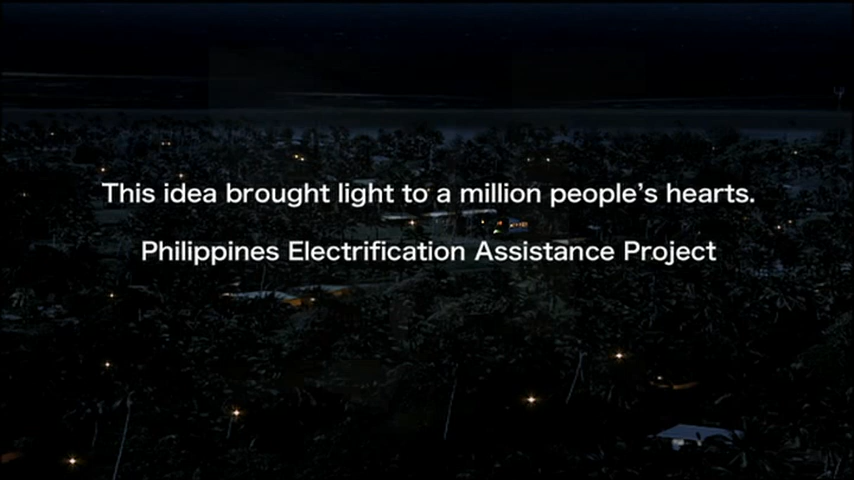 This idea brought light to a million people’s hearts.
Philippines Electrification Assistance Project